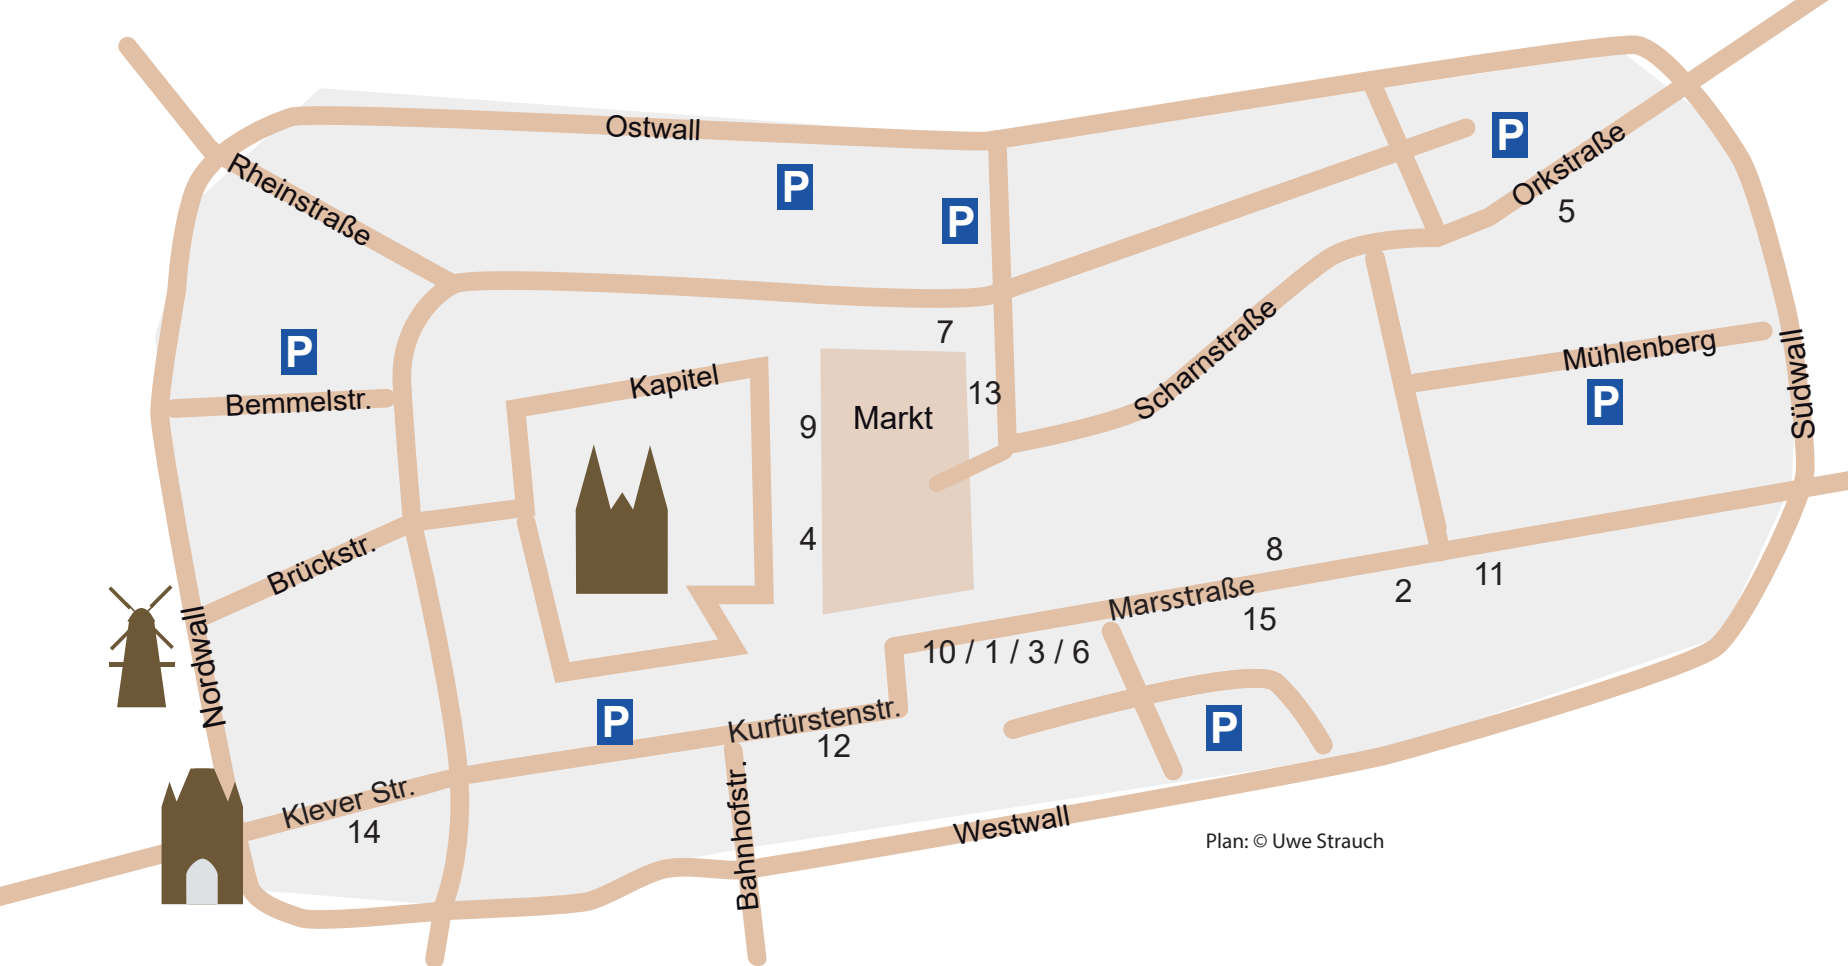 Ostwall
P
Orkstraße
5
Rheinstraße
P
P
7
Scharnstraße
P
Bemmelstr.
Kapitel
9
Markt
13
Mühlenberg
P
Südwall
4
Brückstr.
8
Marsstraße
2
11
15
10 / 1 / 3 / 6
Nordwall
P
Kurfürstenstr.
12
P
Klever Str.
14
Bahnhofstr.
Westwall
Plan: © Uwe Strauch